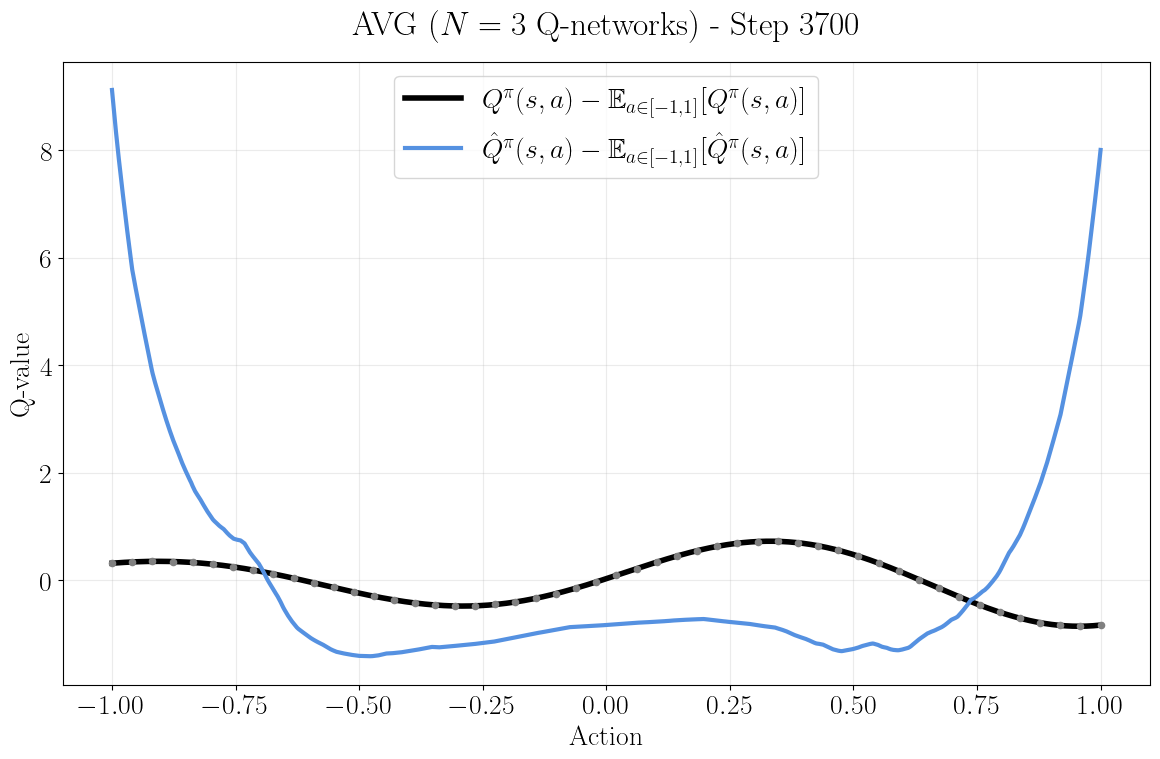 AVG (N = 3 Q-networks) - Step 3700
Q^π(s, a) − 𝔼_{a∈[−1,1]}[Q^π(s, a)]
Q̂^π(s, a) − 𝔼_{a∈[−1,1]}[Q̂^π(s, a)]
8
6
4
2
0
Q-value
−1.00 −0.75 −0.50 −0.25 0.00 0.25 0.50 0.75 1.00
Action